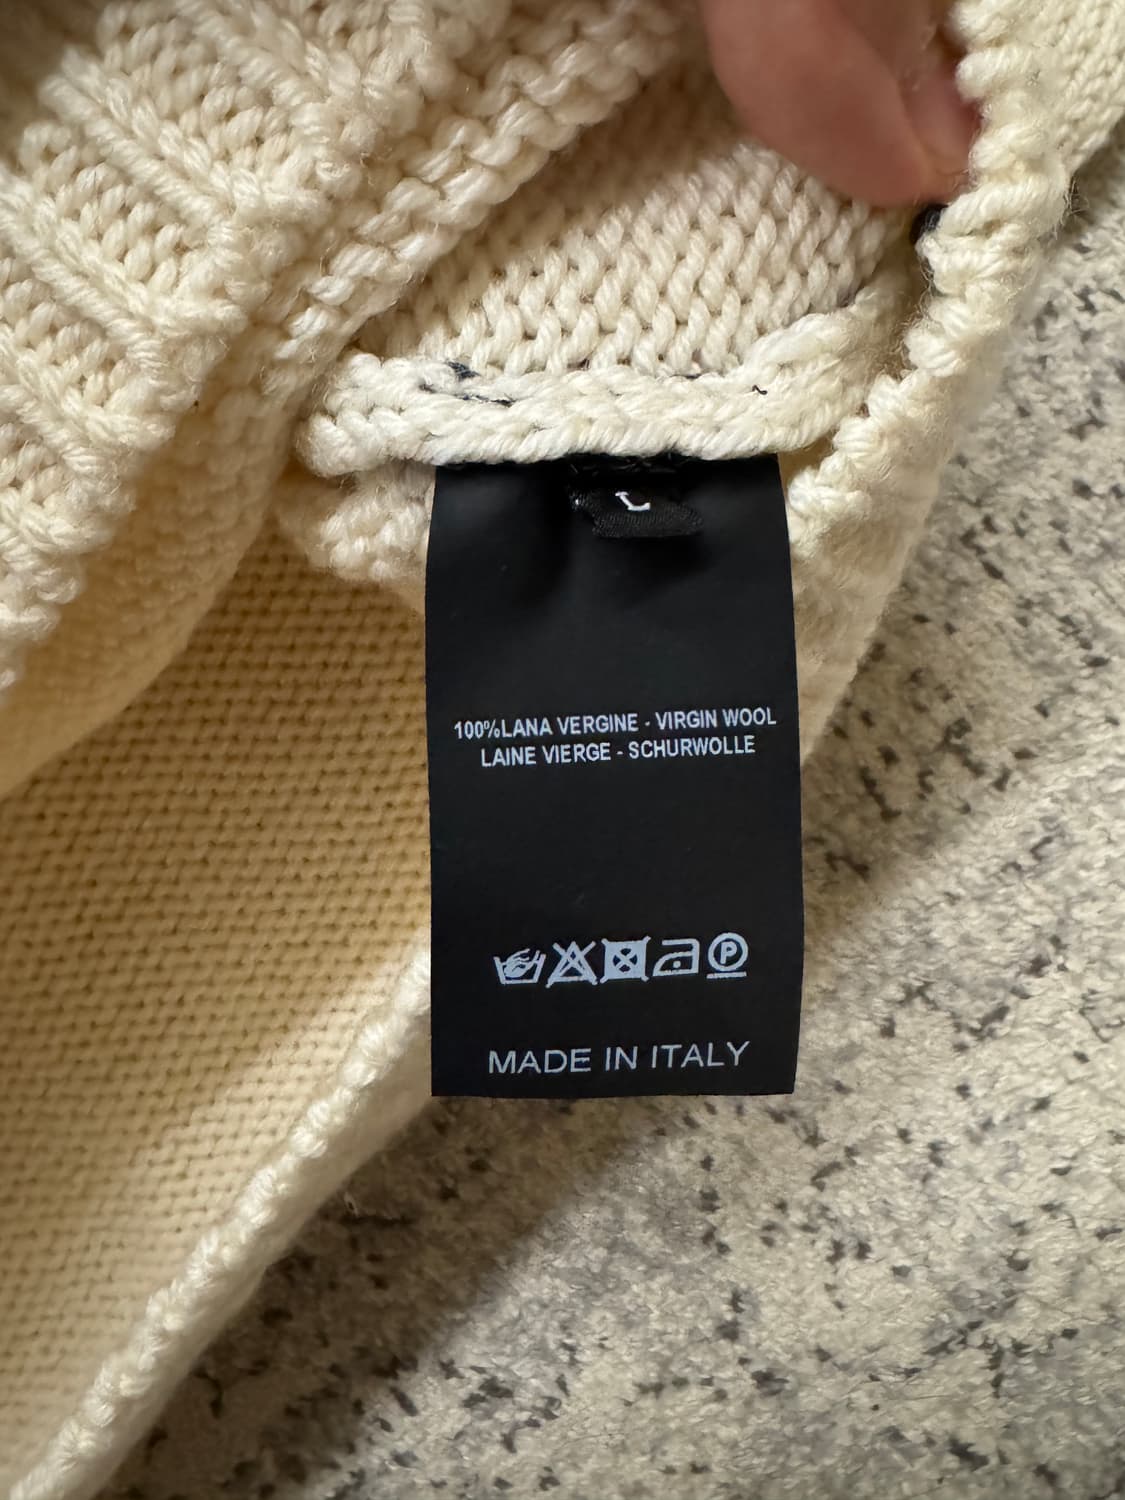 L
100%LANA VERGINE - VIRGIN WOOL
LAINE VIERGE - SCHURWOLLE
P
MADE IN ITALY